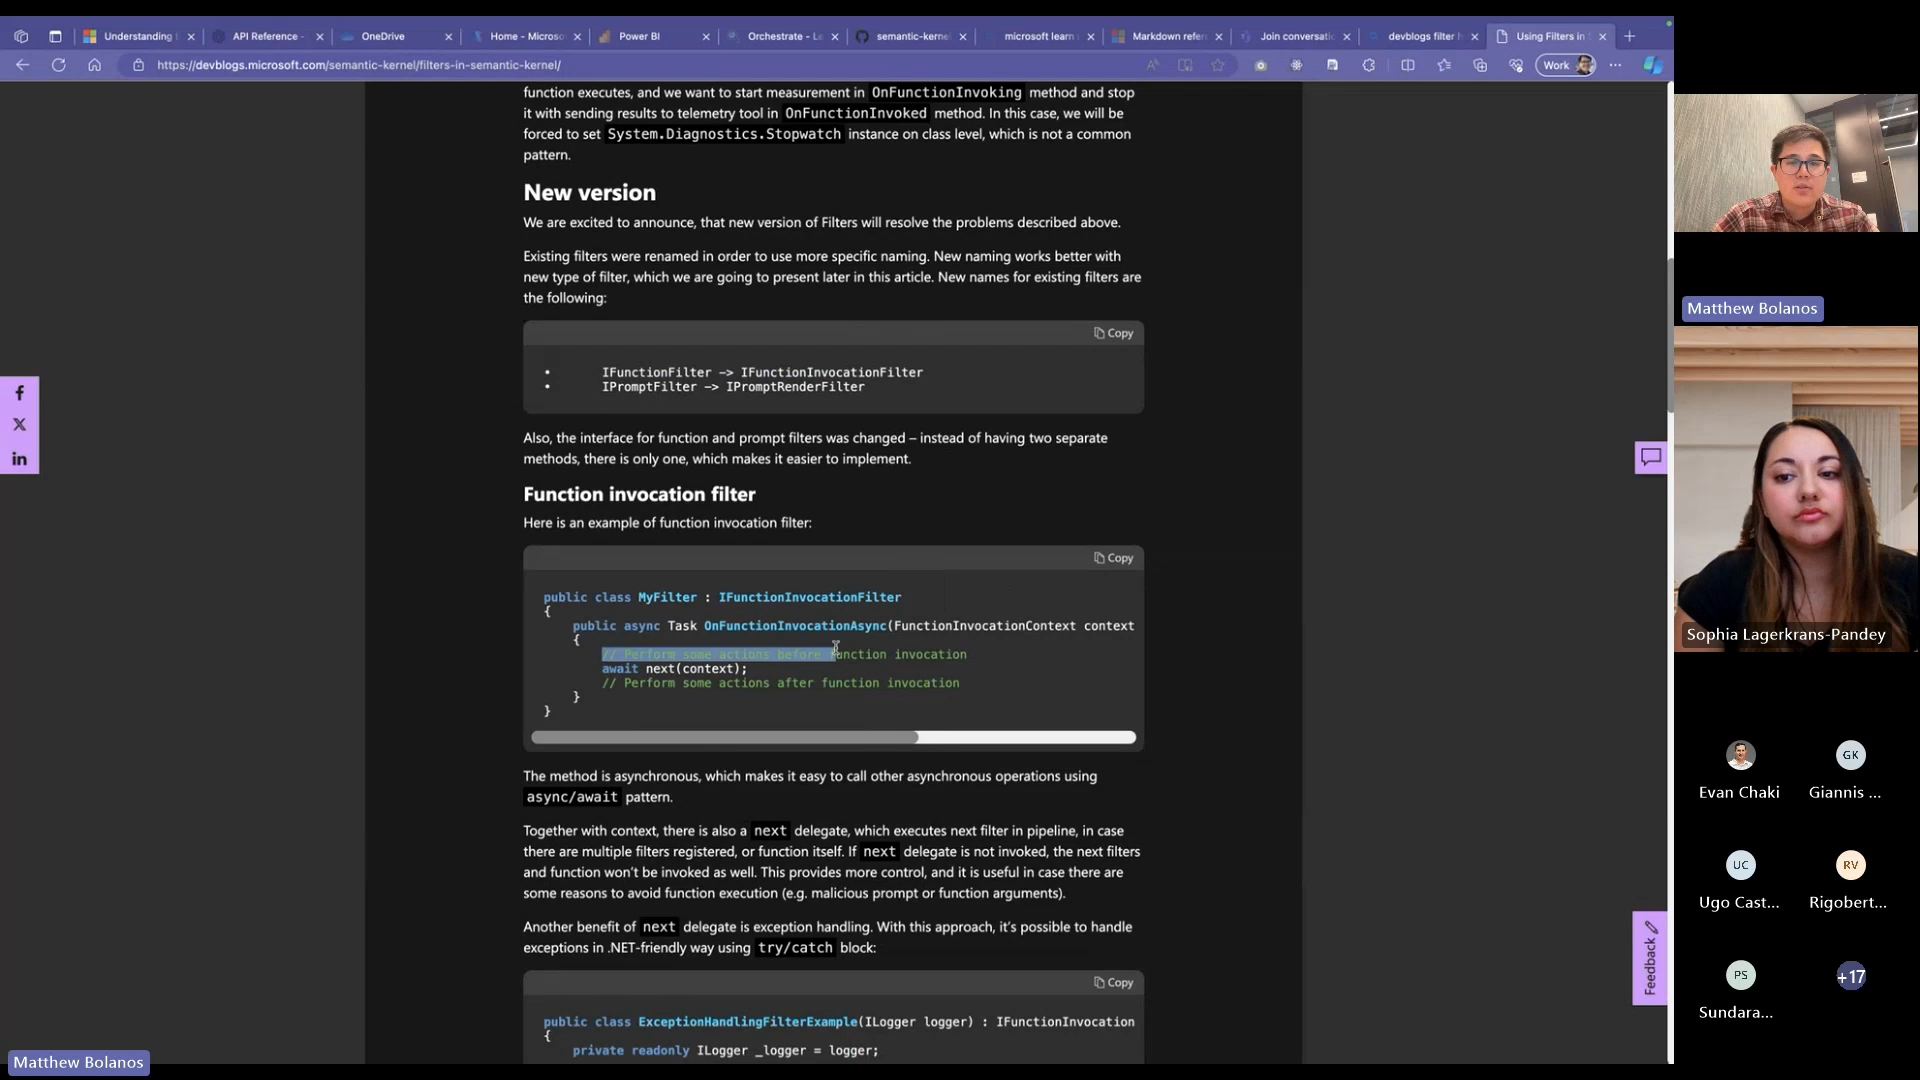 Understanding
API Reference -
OneDrive
Home - Microso
Power BI
Orchestrate - Le
semantic-kerne
microsoft learn
Markdown refer
Join conversatio
devblogs filter
Using Filters in
https://devblogs.microsoft.com/semantic-kernel/filters-in-semantic-kernel/
Work
function executes, and we want to start measurement in OnFunctionInvoking method and stop
it with sending results to telemetry tool in OnFunctionInvoked method. In this case, we will be
forced to set System.Diagnostics.Stopwatch instance on class level, which is not a common
pattern.
New version
We are excited to announce, that new version of Filters will resolve the problems described above.
Existing filters were renamed in order to use more specific naming. New naming works better with
new type of filter, which we are going to present later in this article. New names for existing filters are
the following:
Copy
• IFunctionFilter -> IFunctionInvocationFilter
• IPromptFilter -> IPromptRenderFilter
Also, the interface for function and prompt filters was changed – instead of having two separate
methods, there is only one, which makes it easier to implement.
Function invocation filter
Here is an example of function invocation filter:
Copy
public class MyFilter : IFunctionInvocationFilter
{
public async Task OnFunctionInvocationAsync(FunctionInvocationContext context
{
// Perform some actions before function invocation
await next(context);
// Perform some actions after function invocation
}
}
The method is asynchronous, which makes it easy to call other asynchronous operations using
async/await pattern.
Together with context, there is also a next delegate, which executes next filter in pipeline, in case
there are multiple filters registered, or function itself. If next delegate is not invoked, the next filters
and function won't be invoked as well. This provides more control, and it is useful in case there are
some reasons to avoid function execution (e.g. malicious prompt or function arguments).
Another benefit of next delegate is exception handling. With this approach, it's possible to handle
exceptions in .NET-friendly way using try/catch block:
Copy
public class ExceptionHandlingFilterExample(ILogger logger) : IFunctionInvocation
{
private readonly ILogger _logger = logger;
f
X
in
Feedback
Matthew Bolanos
Matthew Bolanos
Sophia Lagerkrans-Pandey
Evan Chaki
GK
Giannis ...
UC
Ugo Cast...
RV
Rigobert...
PS
Sundara...
+17